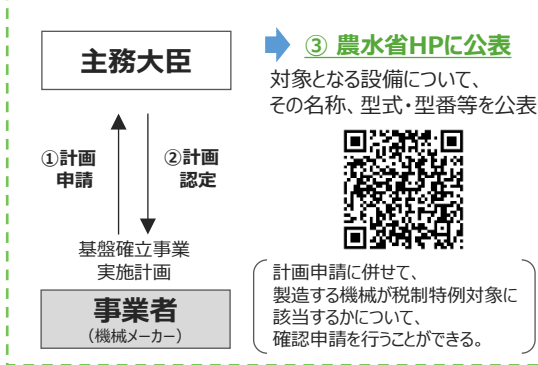 主務大臣
①計画
申請
②計画
認定
基盤確立事業
実施計画
事業者
（機械メーカー）
③ 農水省HPに公表
対象となる設備について、
その名称、型式・型番等を公表
計画申請に併せて、
製造する機械が税制特例対象に
該当するかについて、
確認申請を行うことができる。